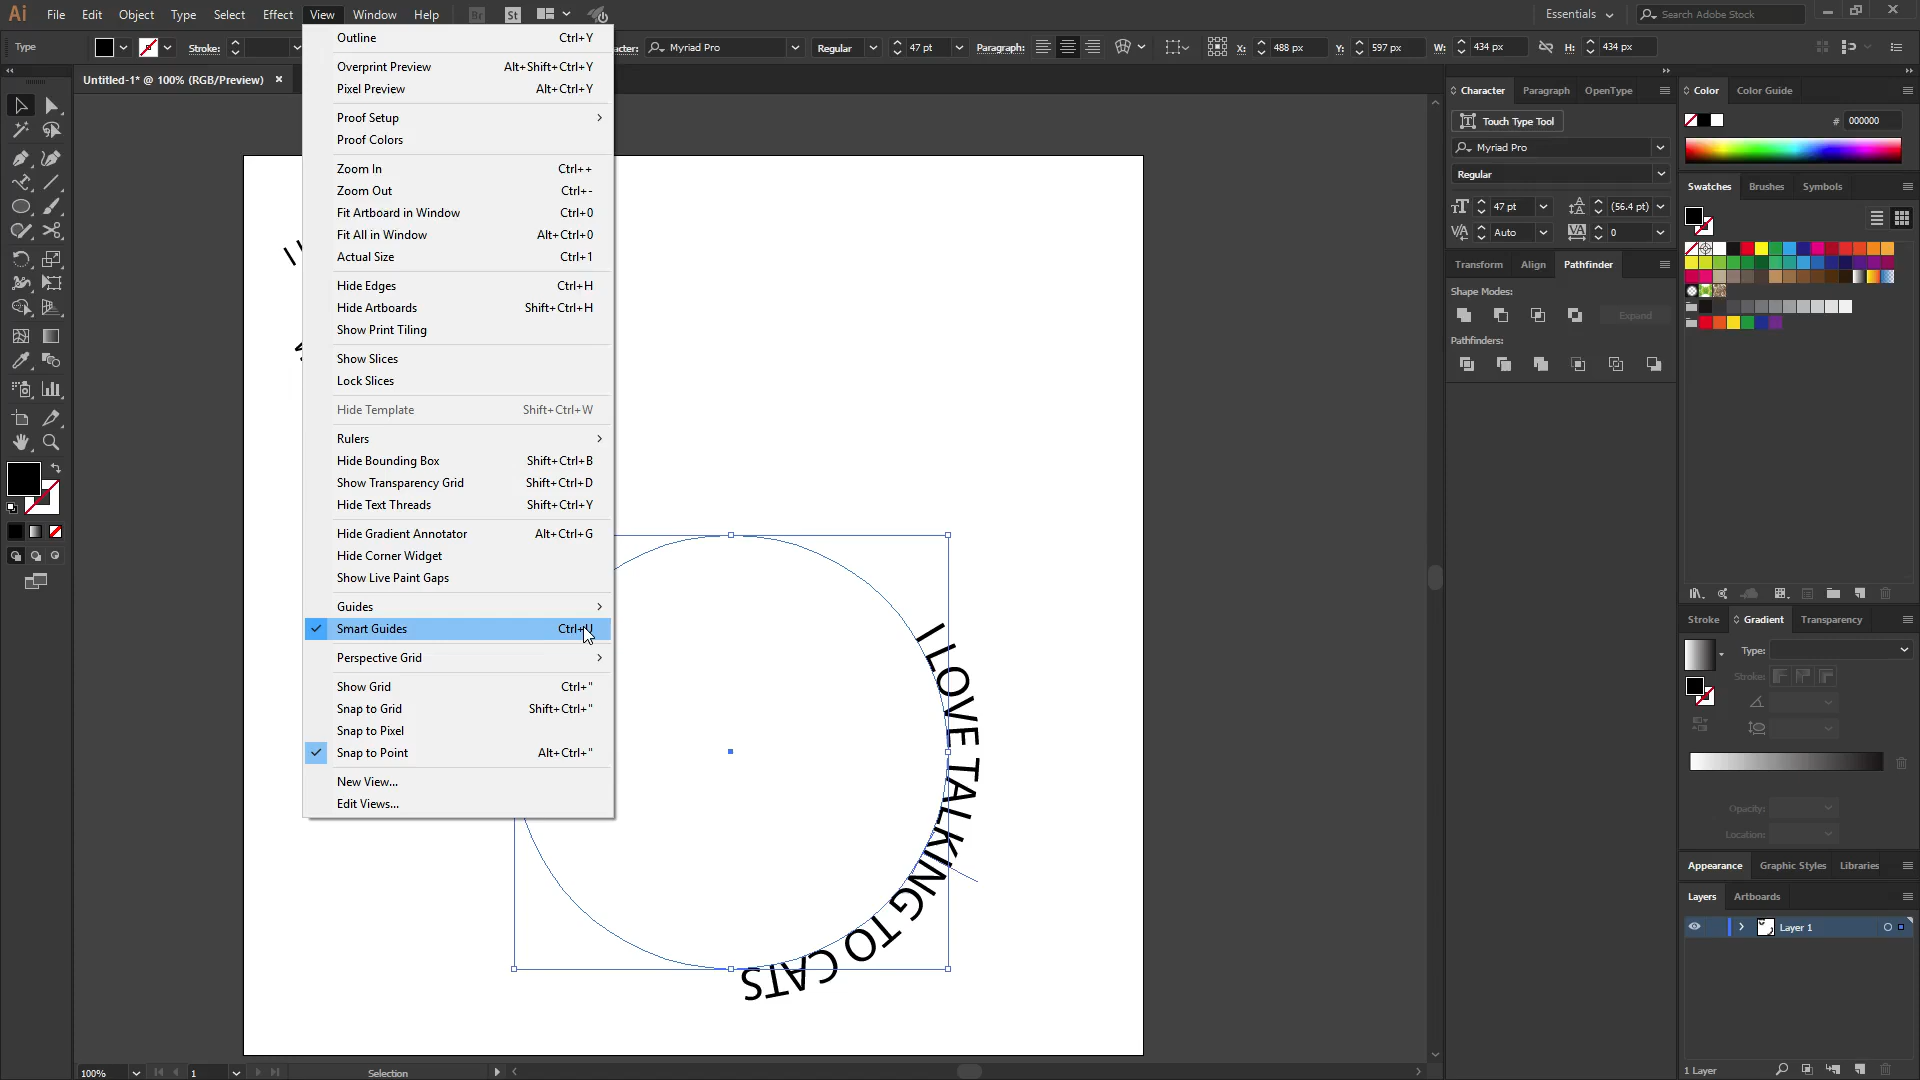 Ai File Edit Object Type Select Effect View Window Help Br St Essentials Search Adobe Stock
Type Stroke: Myriad Pro Regular 47 pt Paragraph: X: 488 px Y: 597 px W: 434 px H: 434 px
Untitled-1* @ 100% (RGB/Preview)
Outline Ctrl+Y
Overprint Preview Alt+Shift+Ctrl+Y
Pixel Preview Alt+Ctrl+Y
Proof Setup
Proof Colors
Zoom In Ctrl++
Zoom Out Ctrl+-
Fit Artboard in Window Ctrl+0
Fit All in Window Alt+Ctrl+0
Actual Size Ctrl+1
Hide Edges Ctrl+H
Hide Artboards Shift+Ctrl+H
Show Print Tiling
Show Slices
Lock Slices
Hide Template Shift+Ctrl+W
Rulers
Hide Bounding Box Shift+Ctrl+B
Show Transparency Grid Shift+Ctrl+D
Hide Text Threads Shift+Ctrl+Y
Hide Gradient Annotator Alt+Ctrl+G
Hide Corner Widget
Show Live Paint Gaps
Guides
Smart Guides Ctrl+U
Perspective Grid
Show Grid Ctrl+"
Snap to Grid Shift+Ctrl+"
Snap to Pixel
Snap to Point Alt+Ctrl+"
New View...
Edit Views...
I LOVE TALKING TO CATS
Character Paragraph OpenType
Touch Type Tool
Myriad Pro
Regular
47 pt (56.4 pt)
Auto 0
Transform Align Pathfinder
Shape Modes:
Expand
Pathfinders:
Color Color Guide
# 000000
Swatches Brushes Symbols
Stroke Gradient Transparency
Type:
Stroke:
Opacity:
Location:
Appearance Graphic Styles Libraries
Layers Artboards
Layer 1
1 Layer
100% 1 Selection